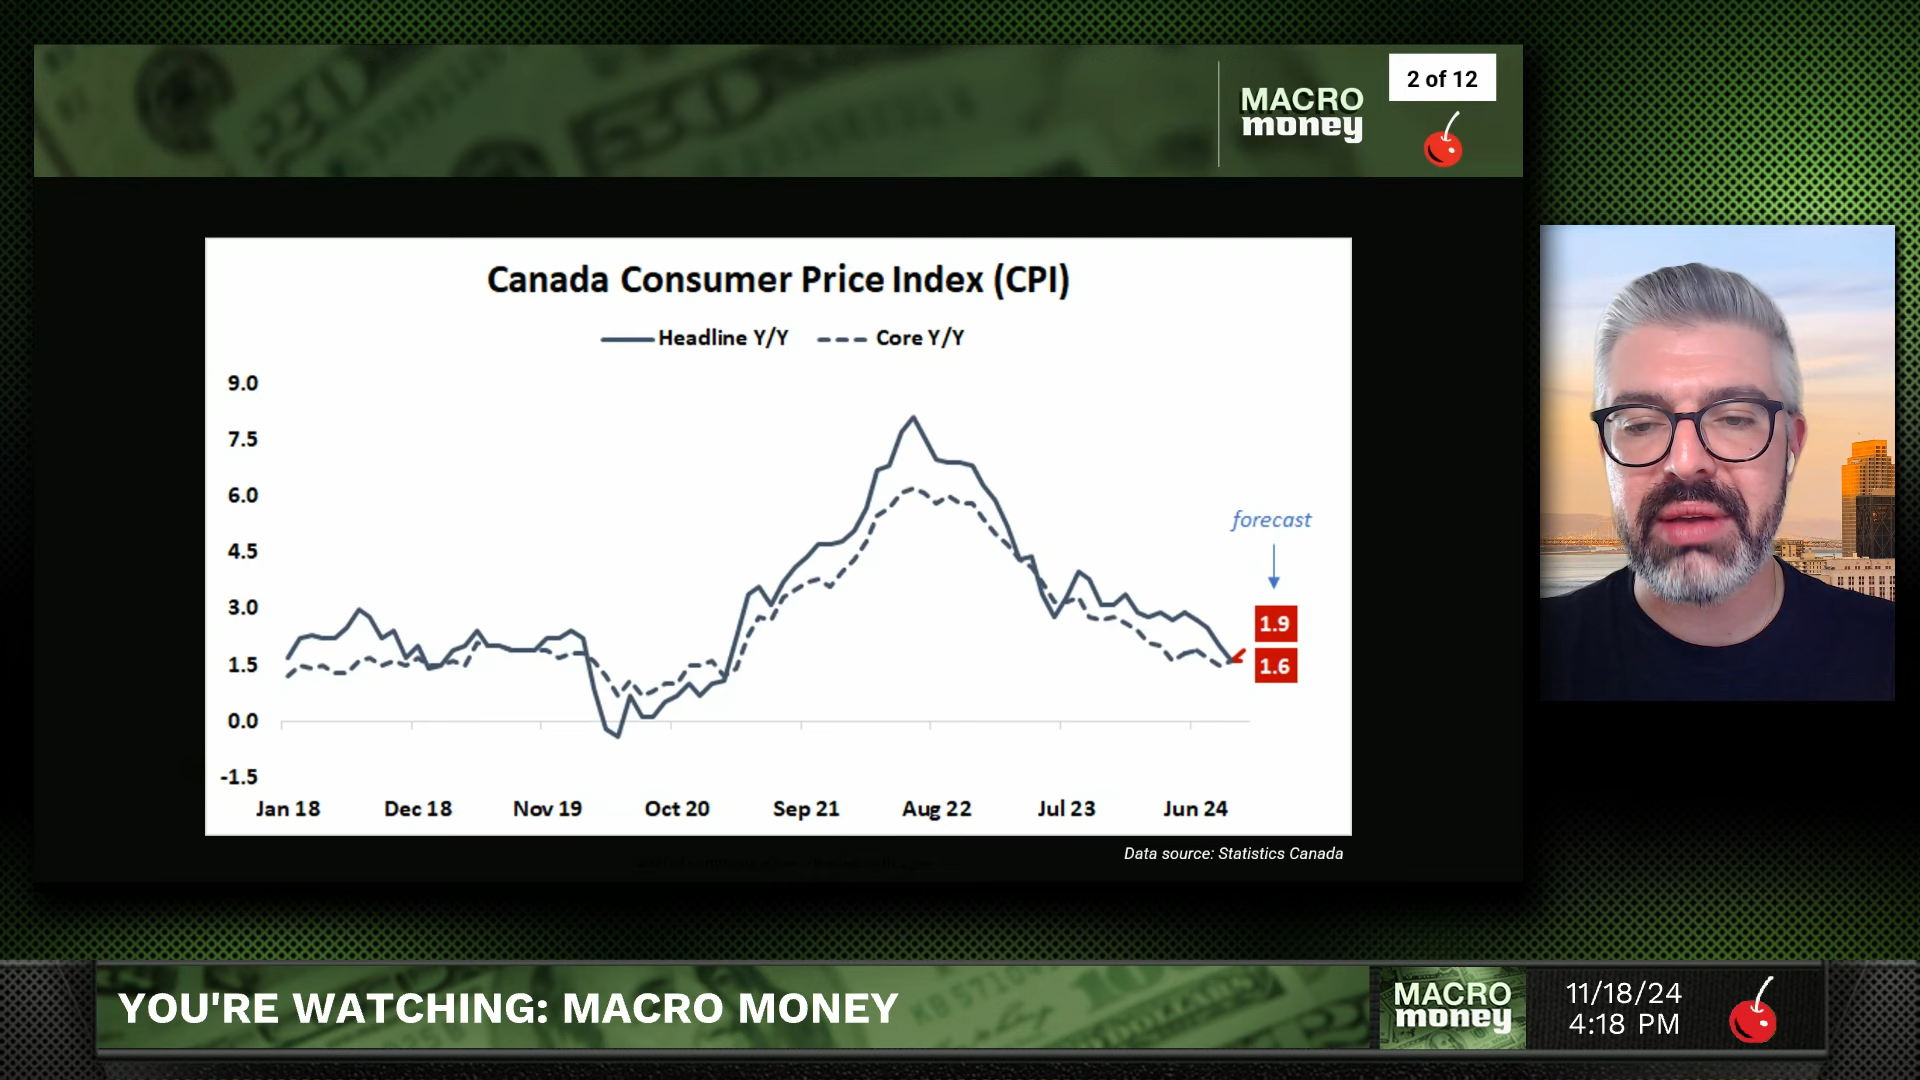 MACRO
money
2 of 12
Canada Consumer Price Index (CPI)
Headline Y/Y
Core Y/Y
9.0
7.5
6.0
4.5
3.0
1.5
0.0
-1.5
forecast
1.9
1.6
Jan 18
Dec 18
Nov 19
Oct 20
Sep 21
Aug 22
Jul 23
Jun 24
Data source: Statistics Canada
YOU'RE WATCHING: MACRO MONEY
MACRO
money
11/18/24
4:18 PM